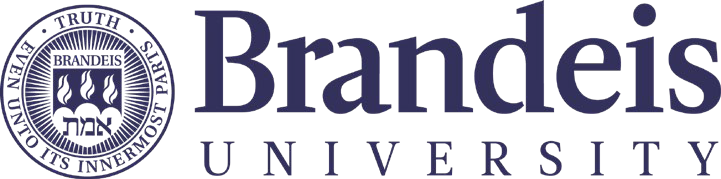 · TRUTH ·
EVEN UNTO ITS INNERMOST PARTS
BRANDEIS
אמת
Brandeis
UNIVERSITY